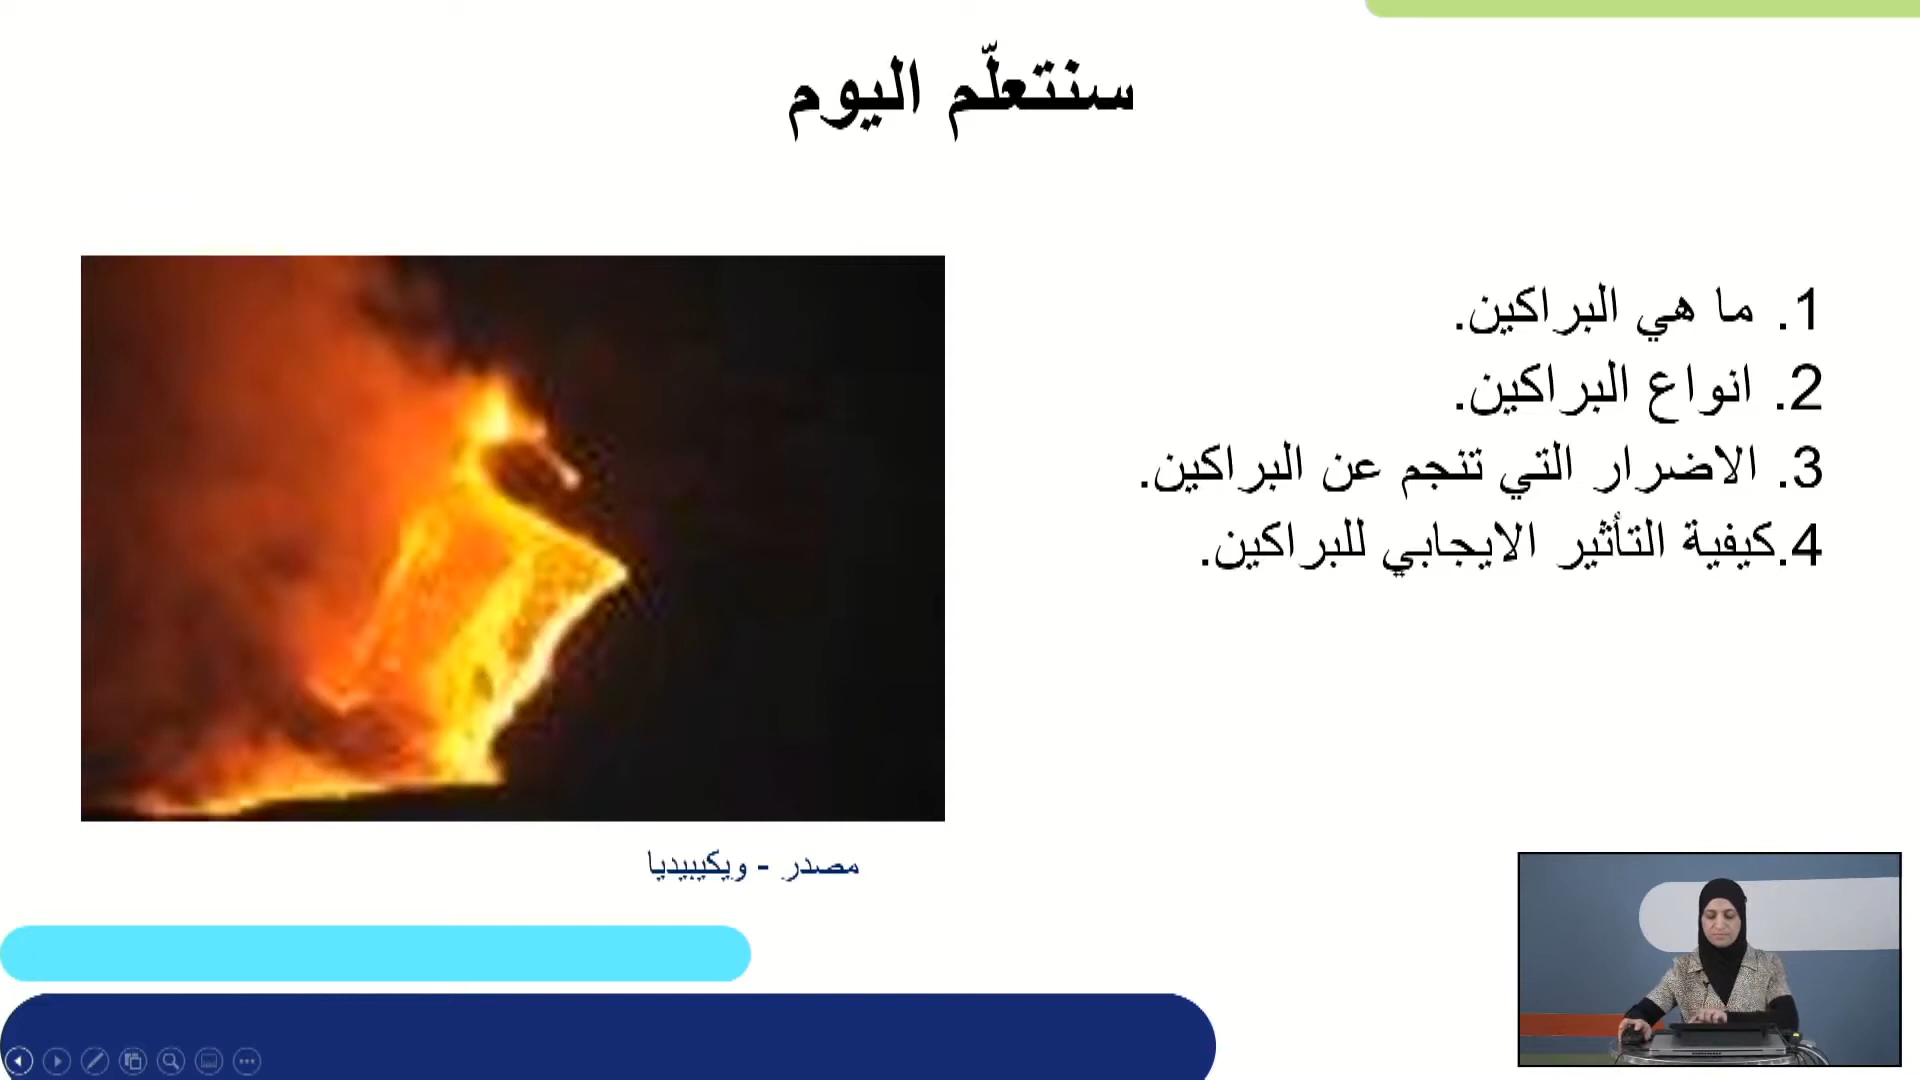 سنتعلّم اليوم
1. ما هي البراكين.
2. انواع البراكين.
3. الاضرار التي تنجم عن البراكين.
4.كيفية التأثير الايجابي للبراكين.
مصدر - ويكيبيديا